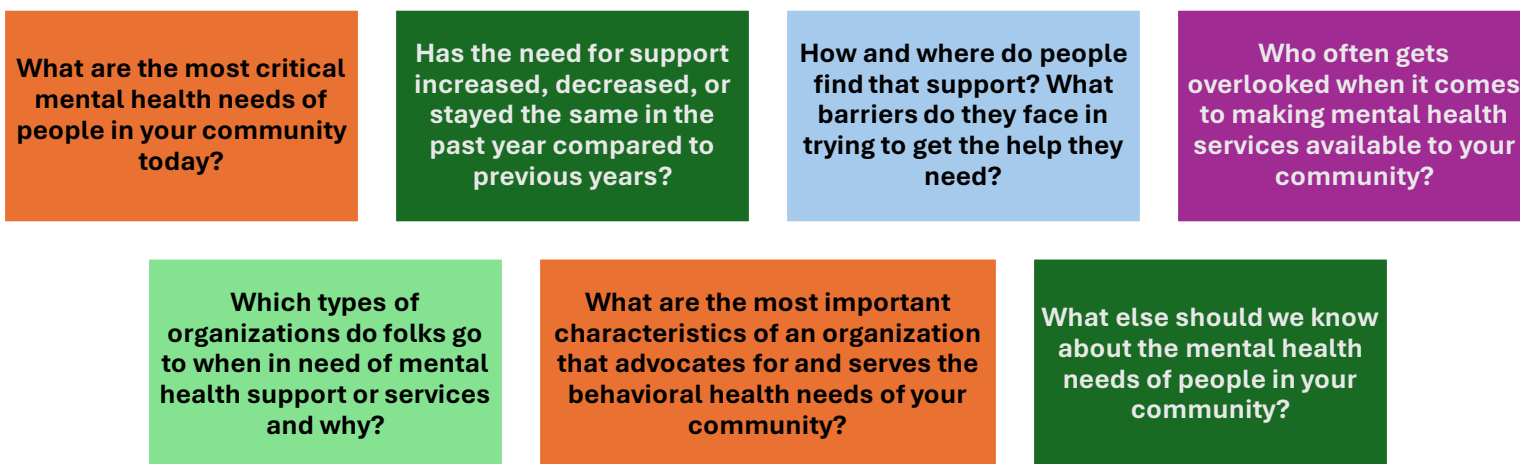 What are the most critical
mental health needs of
people in your community
today?
Has the need for support
increased, decreased, or
stayed the same in the
past year compared to
previous years?
How and where do people
find that support? What
barriers do they face in
trying to get the help they
need?
Who often gets
overlooked when it comes
to making mental health
services available to your
community?
Which types of
organizations do folks go
to when in need of mental
health support or services
and why?
What are the most important
characteristics of an organization
that advocates for and serves the
behavioral health needs of your
community?
What else should we know
about the mental health
needs of people in your
community?